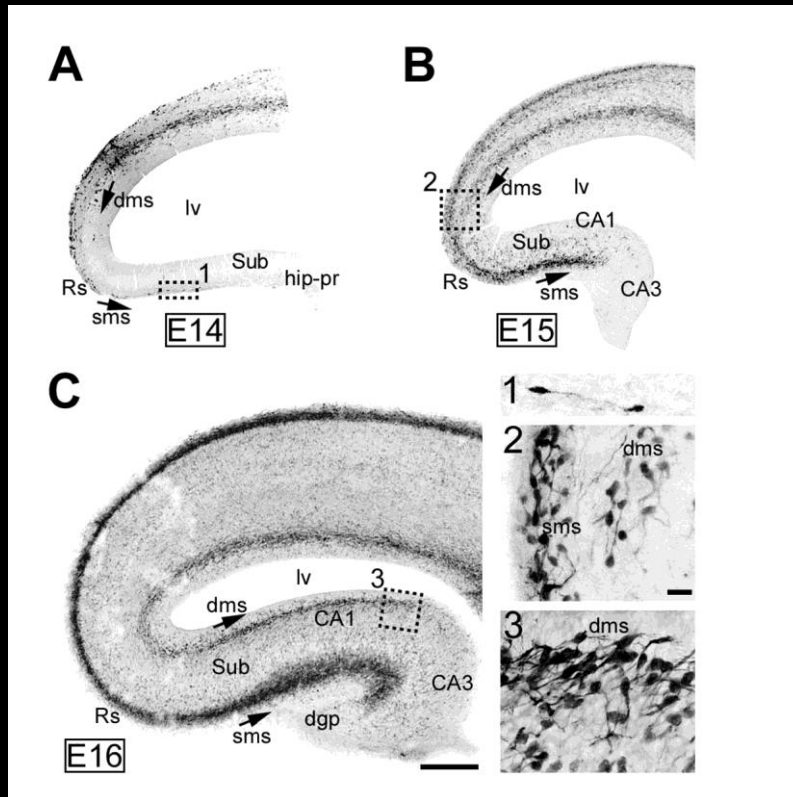 A
dms
lv
1
Sub
hip-pr
Rs
sms
E14
B
2
dms
lv
CA1
Sub
Rs
sms
CA3
E15
C
lv
3
dms
CA1
Sub
CA3
Rs
sms
dgp
E16
1
2
dms
sms
3
dms